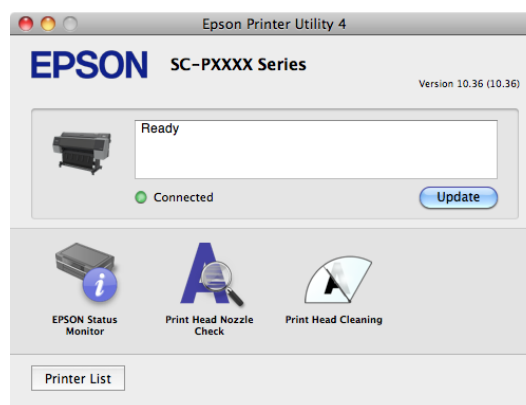 Epson Printer Utility 4
EPSON
SC-PXXXX Series
Version 10.36 (10.36)
Ready
Connected
Update
EPSON Status
Monitor
Print Head Nozzle
Check
Print Head Cleaning
Printer List